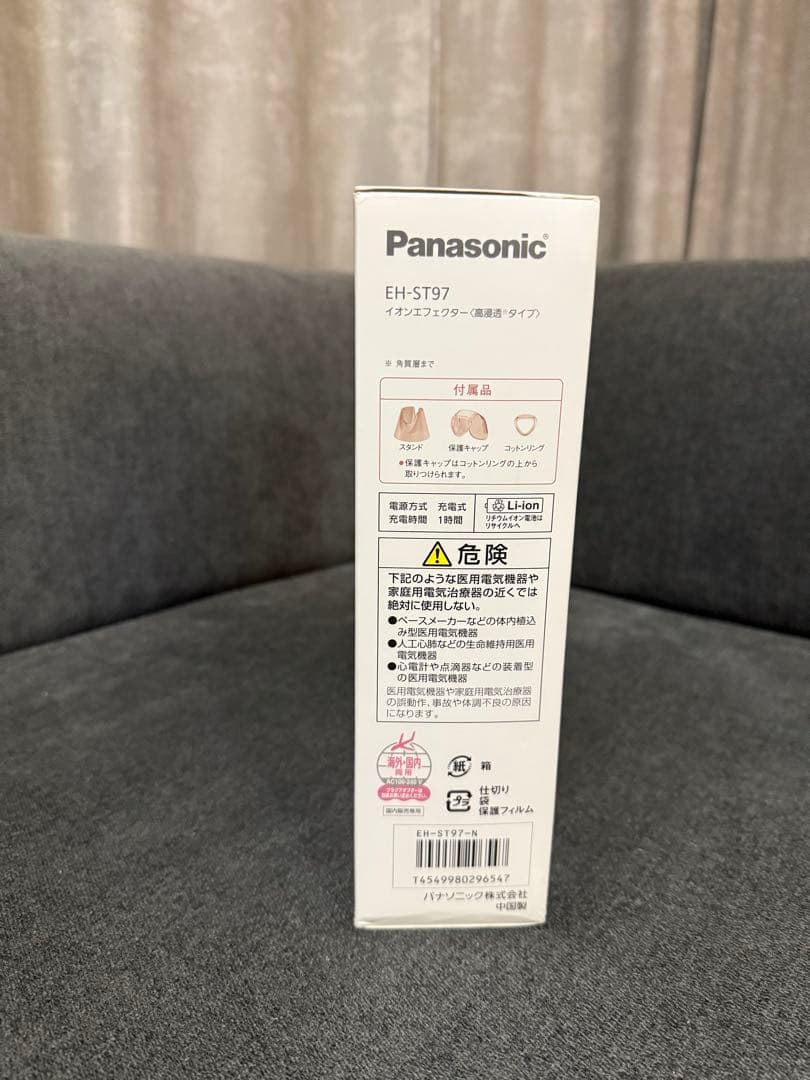 Panasonic®
EH-ST97
イオンエフェクター〈高浸透※タイプ〉
※ 角質層まで
付属品
スタンド 保護キャップ コットンリング
●保護キャップはコットンリングの上から
取りつけられます。
電源方式 充電式
充電時間 1時間
Li-ion
リチウムイオン電池は
リサイクルへ
危険
下記のような医用電気機器や
家庭用電気治療器の近くでは
絶対に使用しない。
●ペースメーカーなどの体内植込
み型医用電気機器
●人工心肺などの生命維持用医用
電気機器
●心電計や点滴器などの装着型
の医用電気機器
医用電気機器や家庭用電気治療器
の誤動作、事故や体調不良の原因
になります。
海外・国内
両用
AC100-240 V
プラグアダプターは
国内販売専用
紙 箱
プラ 仕切り
袋
保護フィルム
EH-ST97-N
T4549980296547
パナソニック株式会社
中国製